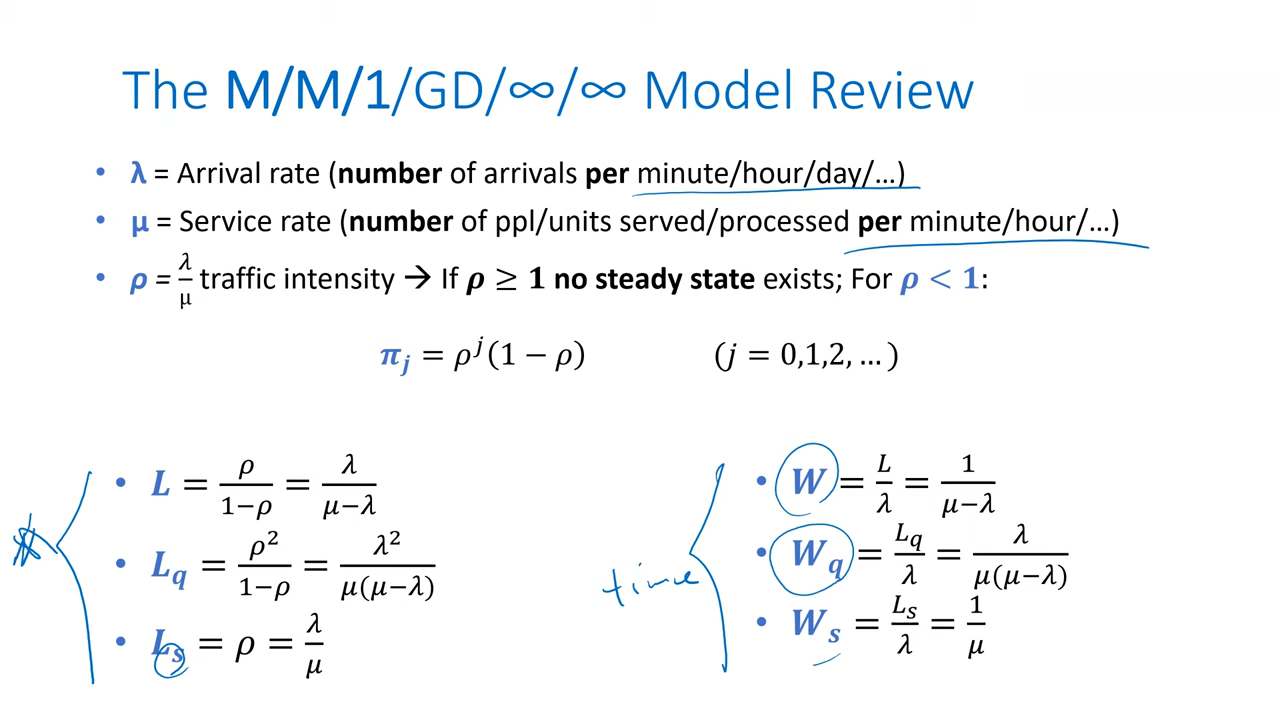 The M/M/1/GD/∞/∞ Model Review
• λ = Arrival rate (number of arrivals per minute/hour/day/…)
• μ = Service rate (number of ppl/units served/processed per minute/hour/…)
• ρ = λ/μ traffic intensity → If ρ ≥ 1 no steady state exists; For ρ < 1:
πⱼ = ρʲ(1 − ρ) (j = 0,1,2, … )
• L = ρ/(1−ρ) = λ/(μ−λ)
• L_q = ρ²/(1−ρ) = λ²/(μ(μ−λ))
• L_s = ρ = λ/μ
time
• W = L/λ = 1/(μ−λ)
• W_q = L_q/λ = λ/(μ(μ−λ))
• W_s = L_s/λ = 1/μ